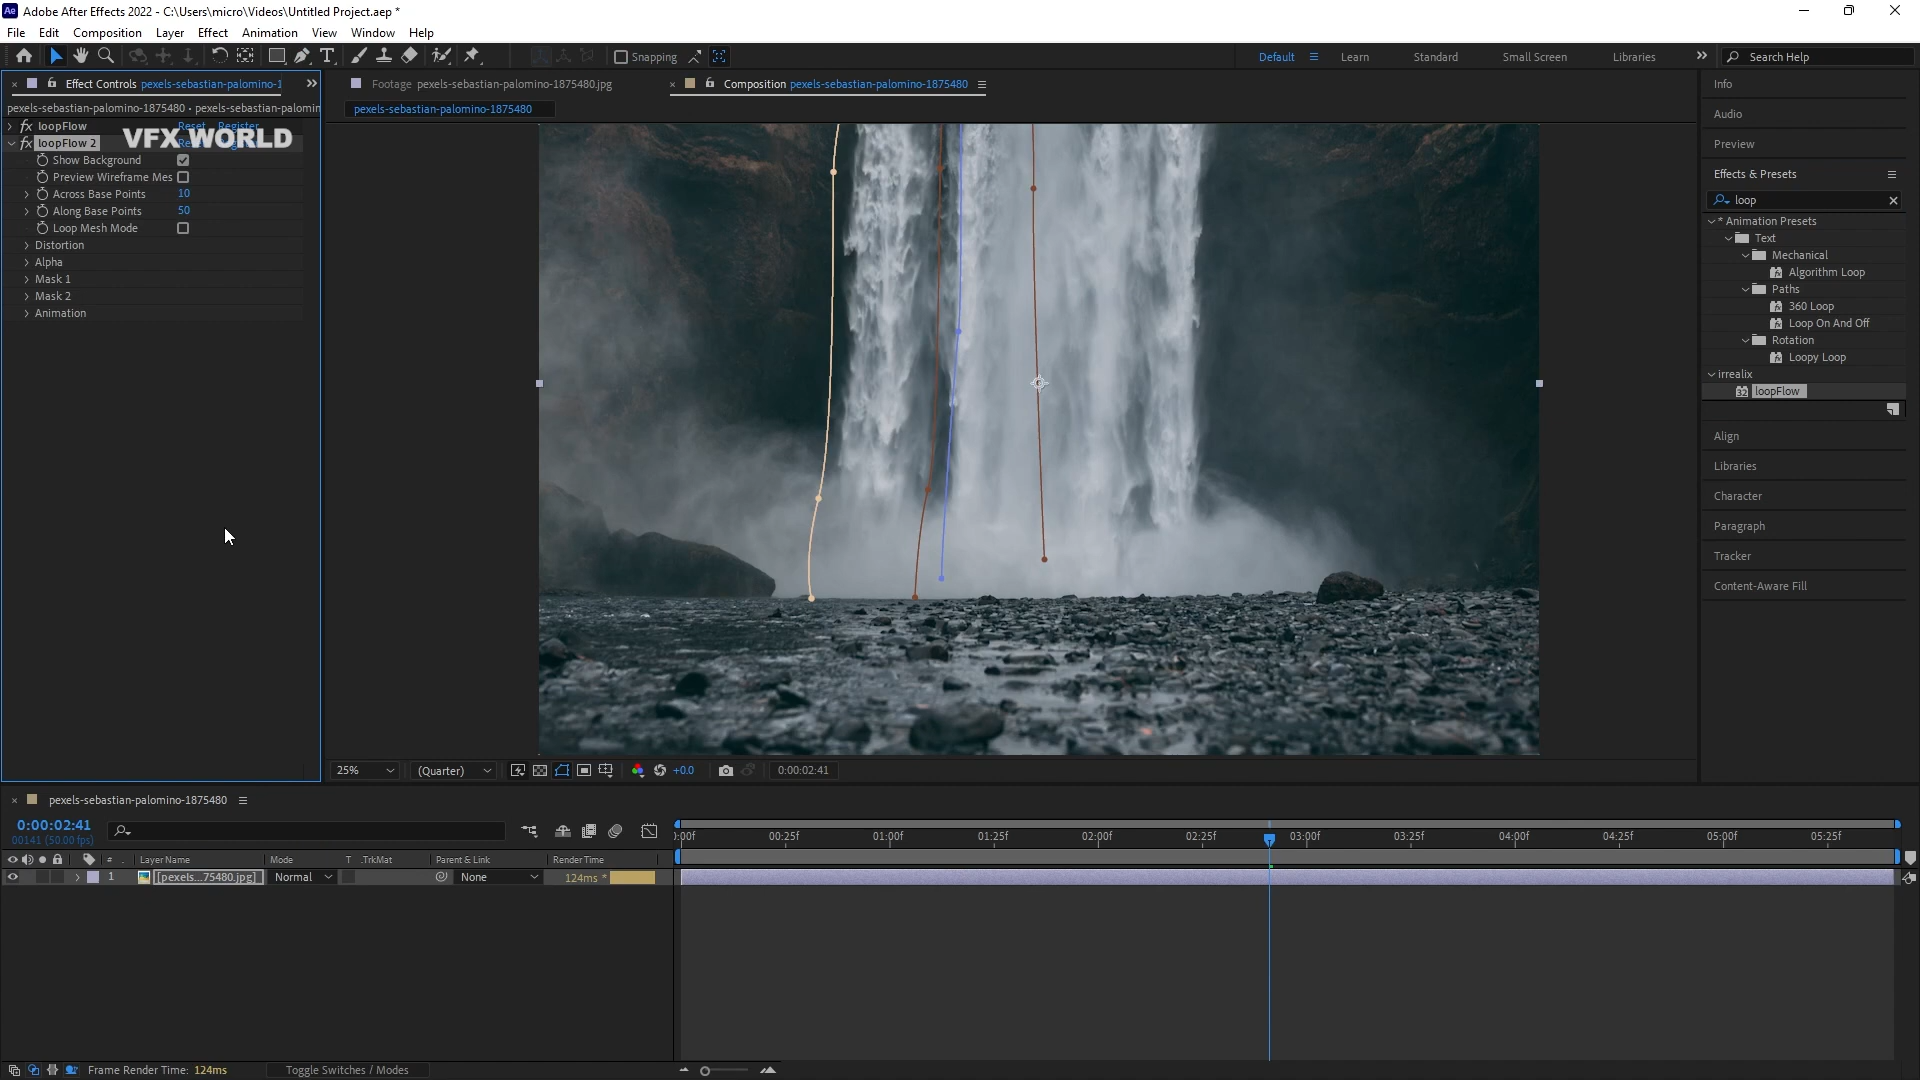 Ae Adobe After Effects 2022 - C:\Users\micro\Videos\Untitled Project.aep *
File Edit Composition Layer Effect Animation View Window Help
Snapping
Default Learn Standard Small Screen Libraries Search Help
Effect Controls pexels-sebastian-palomino-1
Footage pexels-sebastian-palomino-1875480.jpg
Composition pexels-sebastian-palomino-1875480
pexels-sebastian-palomino-1875480 • pexels-sebastian-palomin
pexels-sebastian-palomino-1875480
fx loopFlow Reset Register
fx loopFlow 2
VFX WORLD
Show Background
Preview Wireframe Mes
Across Base Points 10
Along Base Points 50
Loop Mesh Mode
Distortion
Alpha
Mask 1
Mask 2
Animation
Info
Audio
Preview
Effects & Presets
loop
* Animation Presets
Text
Mechanical
Algorithm Loop
Paths
360 Loop
Loop On And Off
Rotation
Loopy Loop
irrealix
32 loopFlow
Align
Libraries
Character
Paragraph
Tracker
Content-Aware Fill
25% (Quarter) +0.0 0:00:02:41
pexels-sebastian-palomino-1875480
0:00:02:41
00141 (50.00 fps)
):00f 00:25f 01:00f 01:25f 02:00f 02:25f 03:00f 03:25f 04:00f 04:25f 05:00f 05:25f
# . Layer Name Mode T .TrkMat Parent & Link Render Time
1 [pexels...75480.jpg] Normal None 124ms *
Frame Render Time: 124ms Toggle Switches / Modes